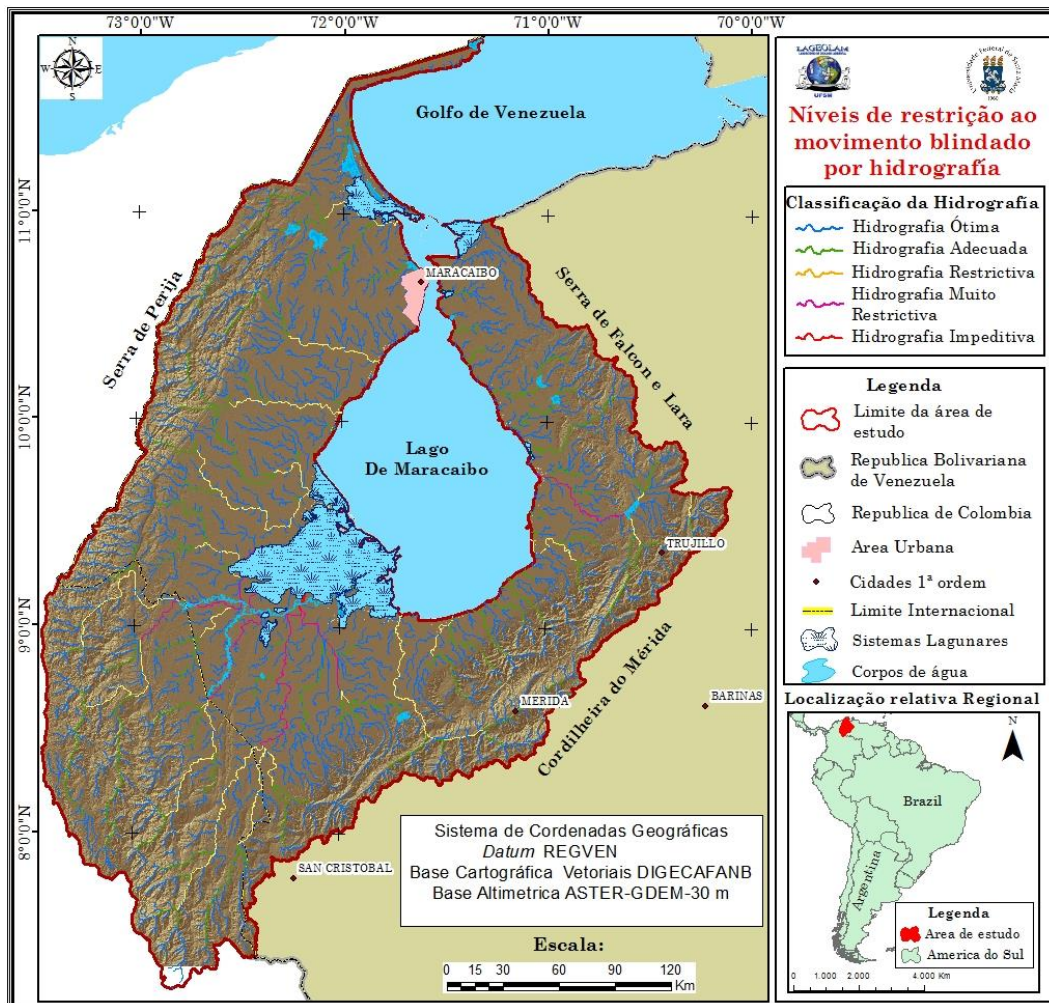 73°0'0"W
72°0'0"W
71°0'0"W
70°0'0"W
N
W
E
S
Golfo de Venezuela
11°0'0"N
10°0'0"N
9°0'0"N
8°0'0"N
Serra de Perija
MARACAIBO
Serra de Falcon e Lara
Lago
De Maracaibo
TRUJILLO
MERIDA
BARINAS
Cordilheira do Mérida
SAN CRISTOBAL
Sistema de Cordenadas Geográficas
Datum REGVEN
Base Cartográfica Vetoriais DIGECAFANB
Base Altimetrica ASTER-GDEM-30 m
Escala:
0 15 30 60 90 120
Km
LAGEOLAM
UFSM
Universidade Federal de Santa Maria
1960
Níveis de restrição ao
movimento blindado
por hidrografía
Classificação da Hidrografia
Hidrografia Ótima
Hidrografia Adecuada
Hidrografia Restrictiva
Hidrografia Muito
Restrictiva
Hidrografia Impeditiva
Legenda
Limite da área de
estudo
Republica Bolivariana
de Venezuela
Republica de Colombia
Area Urbana
Cidades 1ª ordem
Limite Internacional
Sistemas Lagunares
Corpos de água
Localização relativa Regional
N
Brazil
Argentina
Legenda
Area de estudo
America do Sul
0 1.000 2.000 4.000 Km